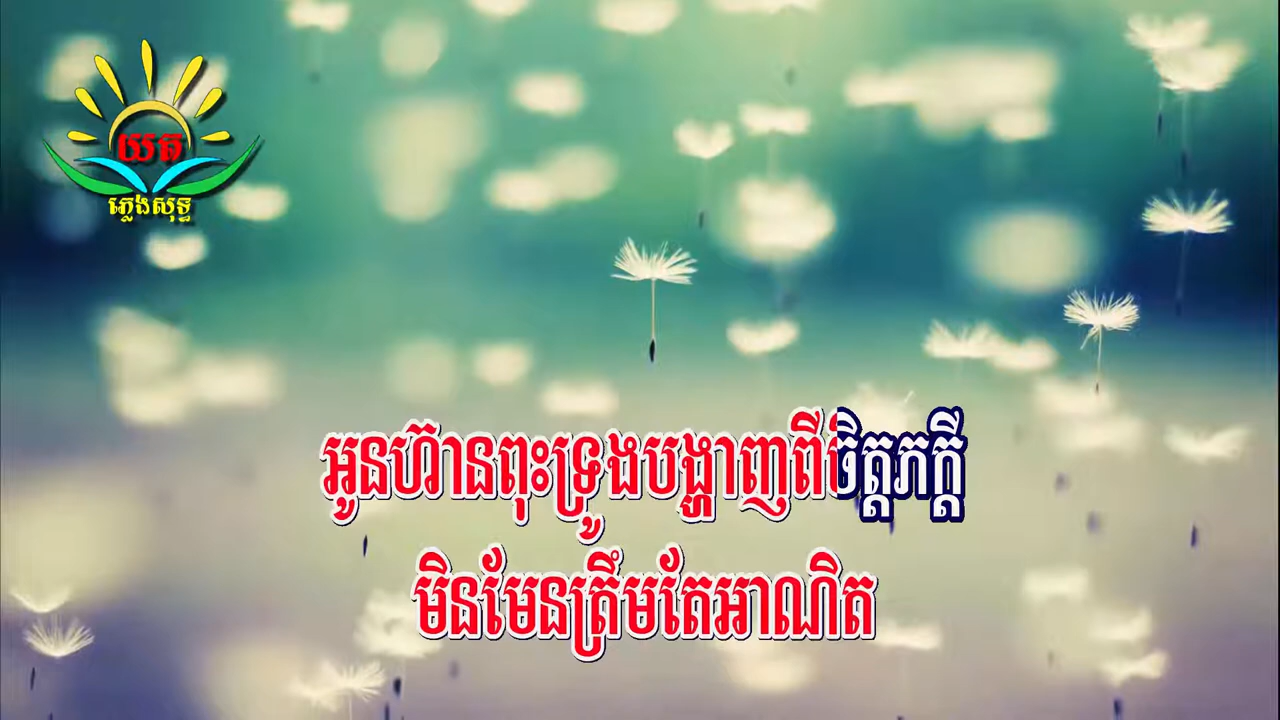 យត
ភ្លេងសុទ្ធ
អូនហ៊ានពុះទ្រូងបង្ហាញពីចិត្តភក្តី
មិនមែនត្រឹមតែអាណិត